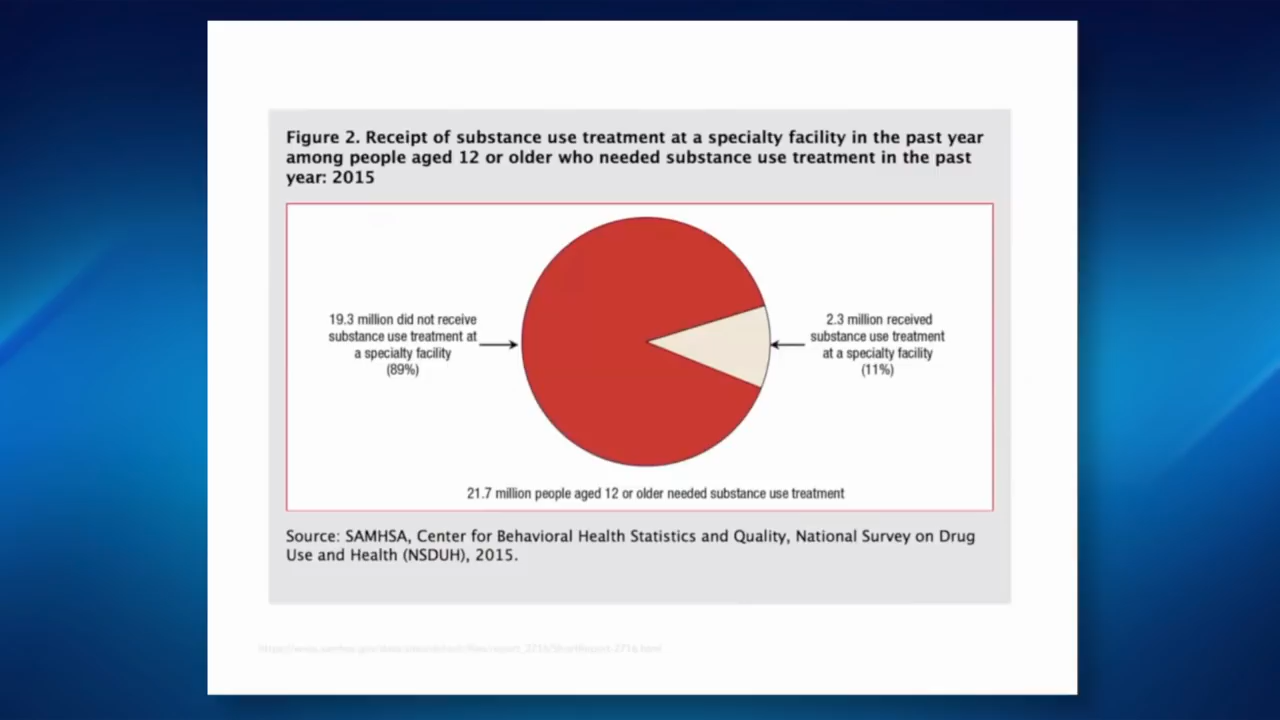 Figure 2. Receipt of substance use treatment at a specialty facility in the past year
among people aged 12 or older who needed substance use treatment in the past
year: 2015
19.3 million did not receive
substance use treatment at
a specialty facility
(89%)
2.3 million received
substance use treatment
at a specialty facility
(11%)
21.7 million people aged 12 or older needed substance use treatment
Source: SAMHSA, Center for Behavioral Health Statistics and Quality, National Survey on Drug
Use and Health (NSDUH), 2015.